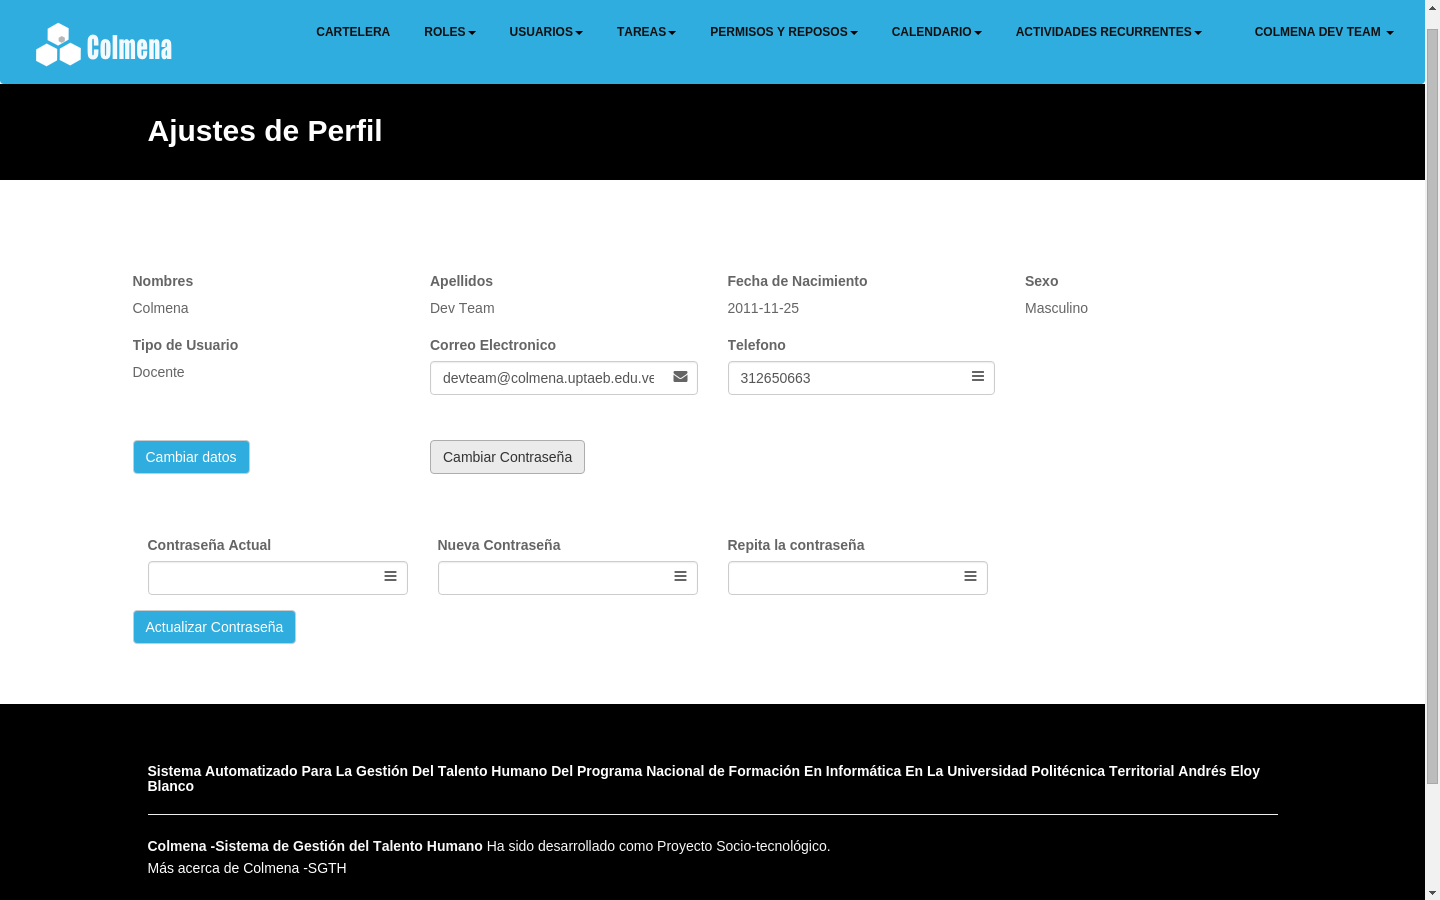 Colmena
CARTELERA ROLES USUARIOS TAREAS PERMISOS Y REPOSOS CALENDARIO ACTIVIDADES RECURRENTES COLMENA DEV TEAM
Ajustes de Perfil
Nombres Apellidos Fecha de Nacimiento Sexo
Colmena Dev Team 2011-11-25 Masculino
Tipo de Usuario Correo Electronico Telefono
Docente devteam@colmena.uptaeb.edu.ve 312650663
Cambiar datos Cambiar Contraseña
Contraseña Actual Nueva Contraseña Repita la contraseña
Actualizar Contraseña
Sistema Automatizado Para La Gestión Del Talento Humano Del Programa Nacional de Formación En Informática En La Universidad Politécnica Territorial Andrés Eloy
Blanco
Colmena -Sistema de Gestión del Talento Humano Ha sido desarrollado como Proyecto Socio-tecnológico.
Más acerca de Colmena -SGTH